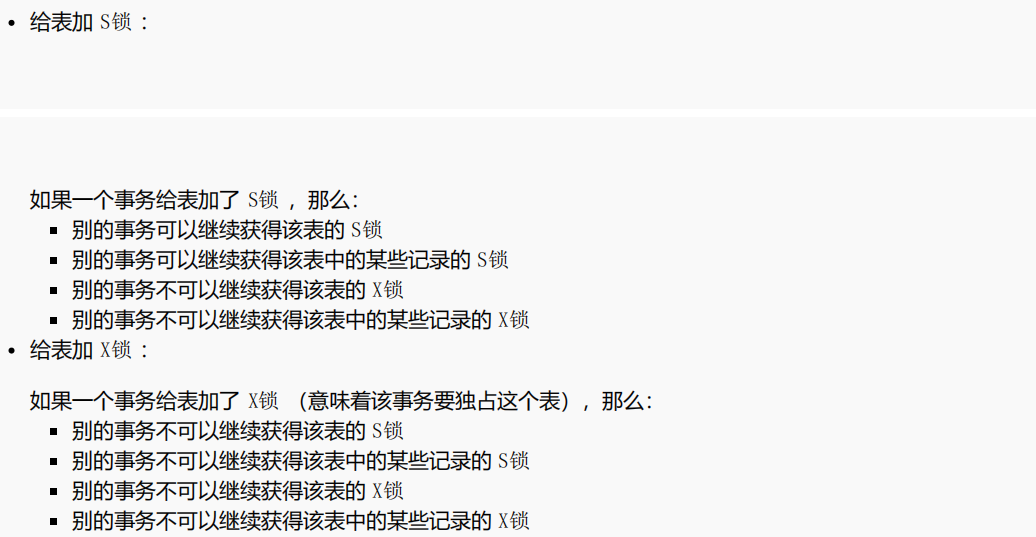 • 给表加 S锁 ：
如果一个事务给表加了 S锁 ，那么：
▪ 别的事务可以继续获得该表的 S锁
▪ 别的事务可以继续获得该表中的某些记录的 S锁
▪ 别的事务不可以继续获得该表的 X锁
▪ 别的事务不可以继续获得该表中的某些记录的 X锁
• 给表加 X锁 ：
如果一个事务给表加了 X锁 （意味着该事务要独占这个表），那么：
▪ 别的事务不可以继续获得该表的 S锁
▪ 别的事务不可以继续获得该表中的某些记录的 S锁
▪ 别的事务不可以继续获得该表的 X锁
▪ 别的事务不可以继续获得该表中的某些记录的 X锁